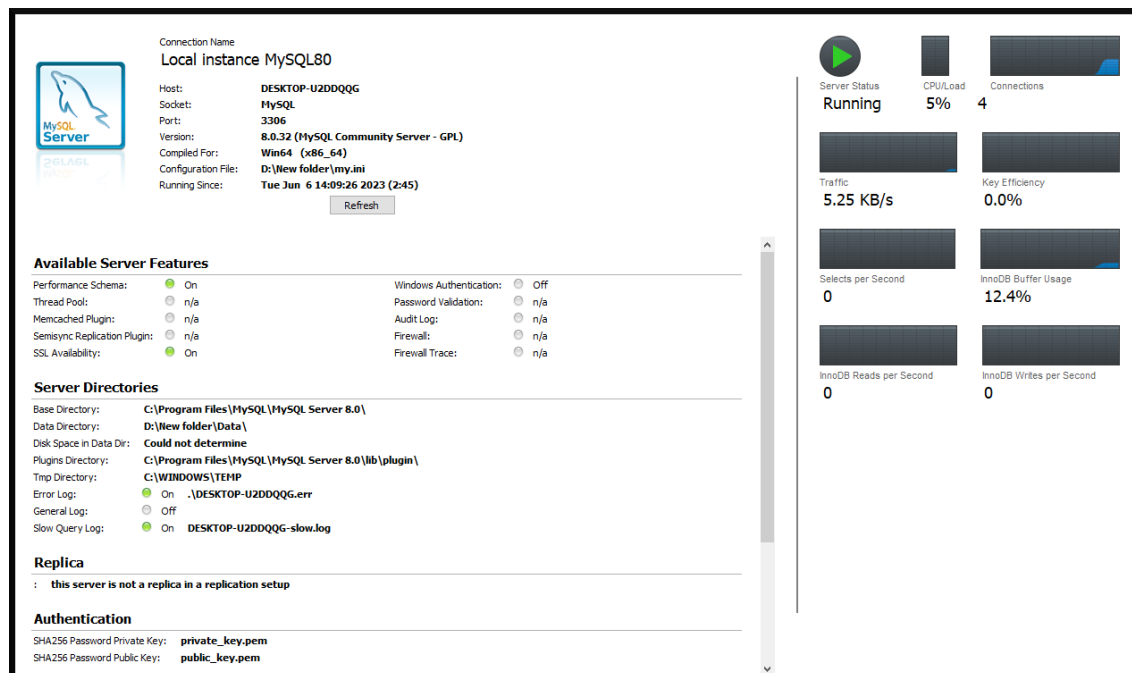 Connection Name
Local instance MySQL80
MySQL
Server
Host: DESKTOP-U2DDQQG
Socket: MySQL
Port: 3306
Version: 8.0.32 (MySQL Community Server - GPL)
Compiled For: Win64 (x86_64)
Configuration File: D:\New folder\my.ini
Running Since: Tue Jun 6 14:09:26 2023 (2:45)
Refresh
Available Server Features
Performance Schema: On Windows Authentication: Off
Thread Pool: n/a Password Validation: n/a
Memcached Plugin: n/a Audit Log: n/a
Semisync Replication Plugin: n/a Firewall: n/a
SSL Availability: On Firewall Trace: n/a
Server Directories
Base Directory: C:\Program Files\MySQL\MySQL Server 8.0\
Data Directory: D:\New folder\Data\
Disk Space in Data Dir: Could not determine
Plugins Directory: C:\Program Files\MySQL\MySQL Server 8.0\lib\plugin\
Tmp Directory: C:\WINDOWS\TEMP
Error Log: On .\DESKTOP-U2DDQQG.err
General Log: Off
Slow Query Log: On DESKTOP-U2DDQQG-slow.log
Replica
: this server is not a replica in a replication setup
Authentication
SHA256 Password Private Key: private_key.pem
SHA256 Password Public Key: public_key.pem
Server Status CPU/Load Connections
Running 5% 4
Traffic Key Efficiency
5.25 KB/s 0.0%
Selects per Second InnoDB Buffer Usage
0 12.4%
InnoDB Reads per Second InnoDB Writes per Second
0 0